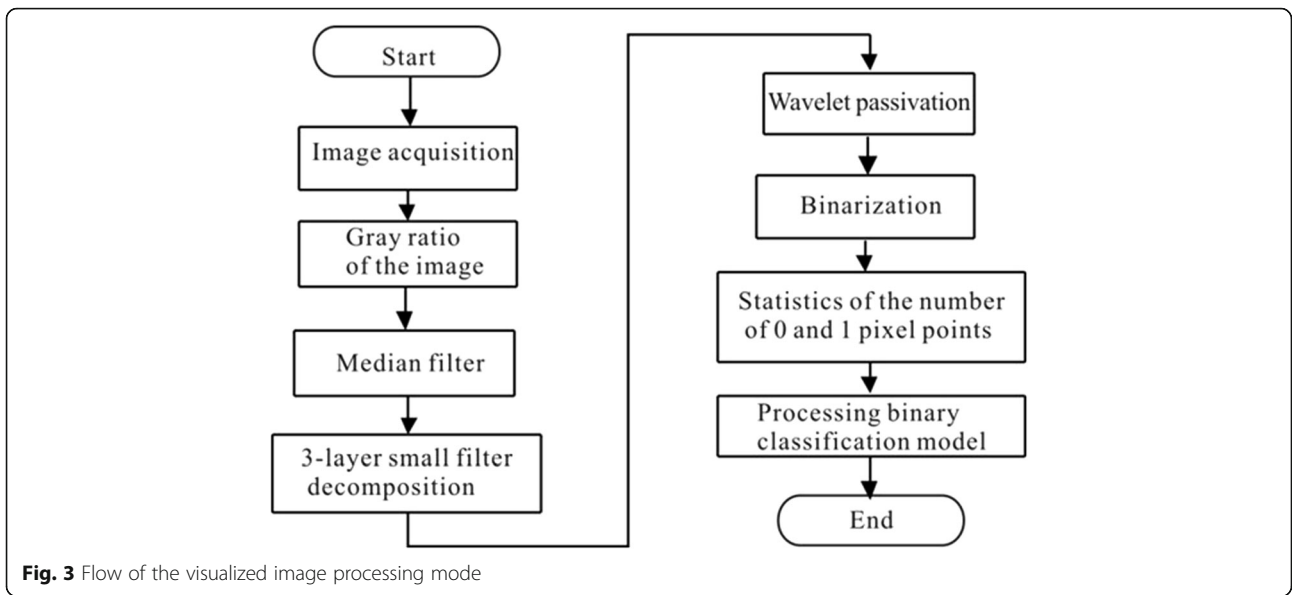 Start
Image acquisition
Gray ratio
of the image
Median filter
3-layer small filter
decomposition
Wavelet passivation
Binarization
Statistics of the number
of 0 and 1 pixel points
Processing binary
classification model
End
Fig. 3 Flow of the visualized image processing mode